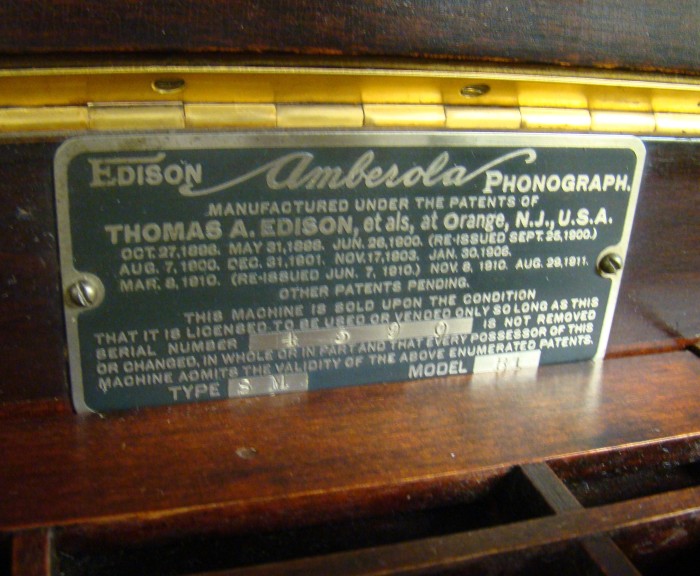 EDISON Amberola PHONOGRAPH.
MANUFACTURED UNDER THE PATENTS OF
THOMAS A. EDISON, et als, at Orange, N.J., U.S.A.
OCT. 27, 1896. MAY 31, 1898. JUN. 26, 1900. (RE-ISSUED SEPT. 25, 1900.)
AUG. 7, 1900. DEC. 31, 1901. NOV. 17, 1903. JAN. 30, 1906.
MAR. 8, 1910. (RE-ISSUED JUN. 7, 1910.) NOV. 8, 1910. AUG. 29, 1911.
OTHER PATENTS PENDING.
THIS MACHINE IS SOLD UPON THE CONDITION
THAT IT IS LICENSED TO BE USED OR VENDED ONLY SO LONG AS THIS
SERIAL NUMBER 4390 IS NOT REMOVED
OR CHANGED, IN WHOLE OR IN PART AND THAT EVERY POSSESSOR OF THIS
MACHINE ADMITS THE VALIDITY OF THE ABOVE ENUMERATED PATENTS.
TYPE SM MODEL